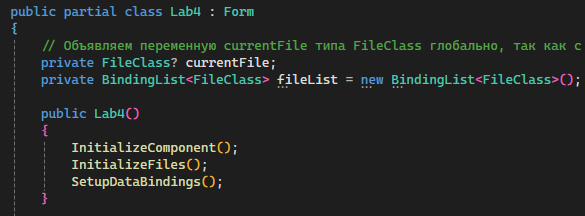 public partial class Lab4 : Form
{
// Объявляем переменную currentFile типа FileClass глобально, так как с
private FileClass? currentFile;
private BindingList<FileClass> fileList = new BindingList<FileClass>();
public Lab4()
{
InitializeComponent();
InitializeFiles();
SetupDataBindings();
}